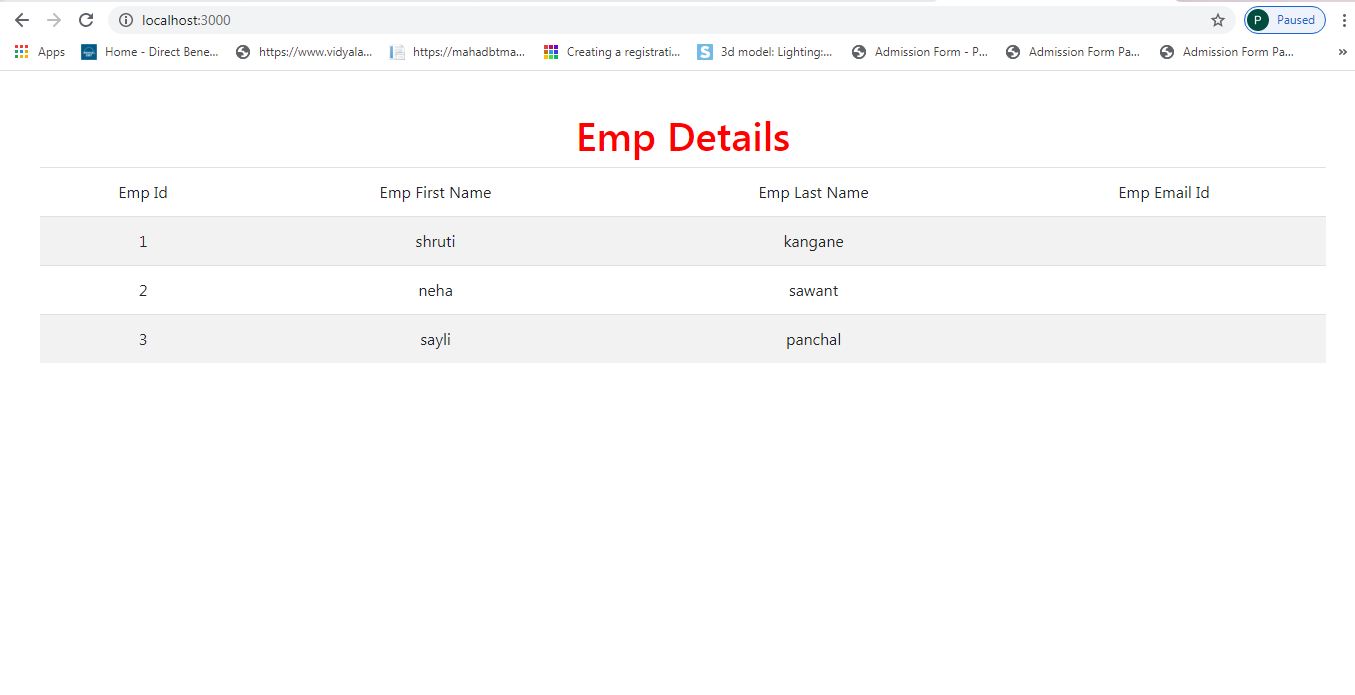 localhost:3000
P Paused
Apps Home - Direct Bene... https://www.vidyala... https://mahadbtma... Creating a registrati... S 3d model: Lighting:... Admission Form - P... Admission Form Pa... Admission Form Pa... »
Emp Details
Emp Id Emp First Name Emp Last Name Emp Email Id
1 shruti kangane
2 neha sawant
3 sayli panchal